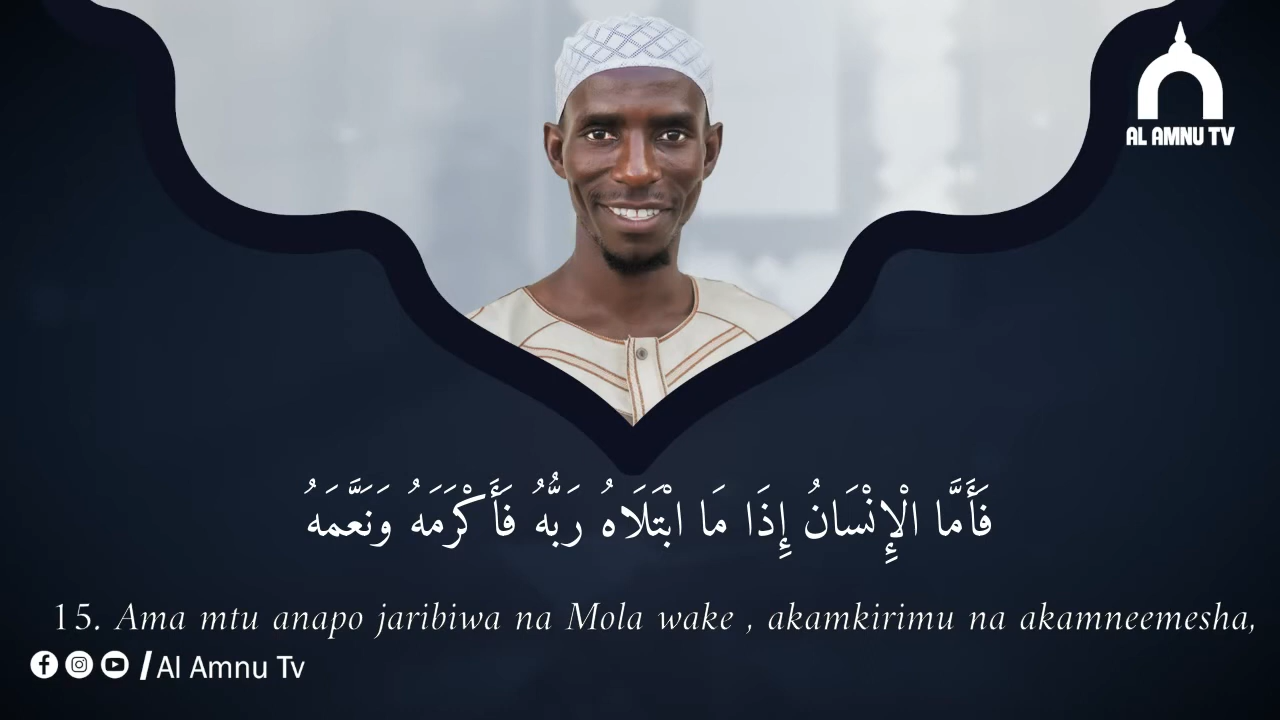 AL AMNU TV
فَأَمَّا الْإِنْسَانُ إِذَا مَا ابْتَلَاهُ رَبُّهُ فَأَكْرَمَهُ وَنَعَّمَهُ
15. Ama mtu anapo jaribiwa na Mola wake , akamkirimu na akamneemesha,
/ Al Amnu Tv